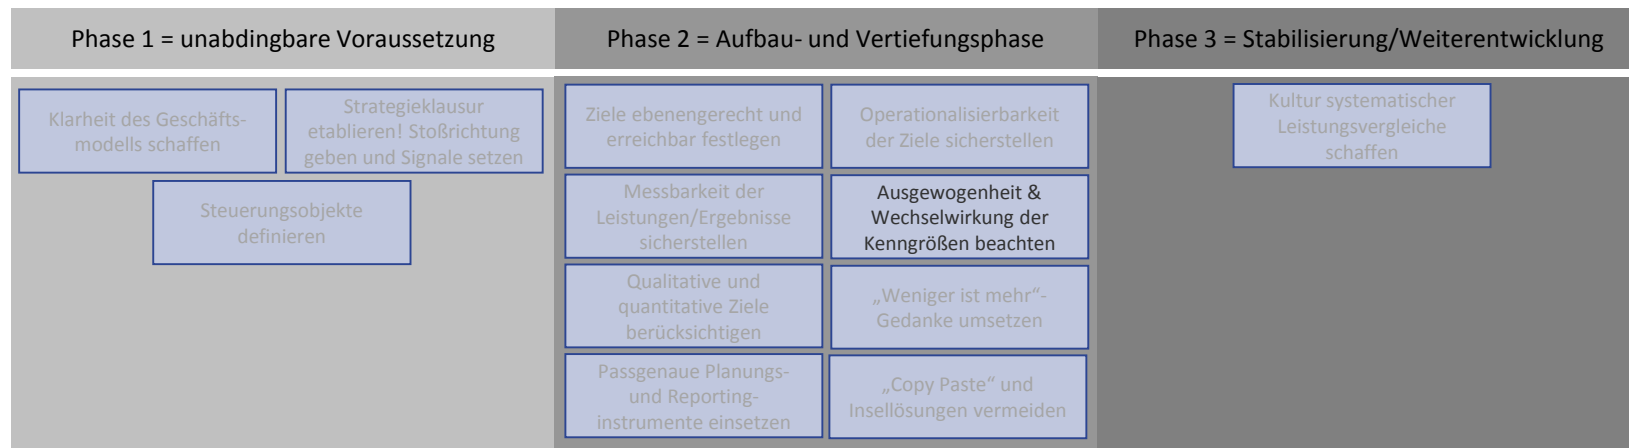 Phase 1 = unabdingbare Voraussetzung
Phase 2 = Aufbau- und Vertiefungsphase
Phase 3 = Stabilisierung/Weiterentwicklung
Klarheit des Geschäfts-
modells schaffen
Strategieklausur
etablieren! Stoßrichtung
geben und Signale setzen
Steuerungsobjekte
definieren
Ziele ebenengerecht und
erreichbar festlegen
Operationalisierbarkeit
der Ziele sicherstellen
Messbarkeit der
Leistungen/Ergebnisse
sicherstellen
Ausgewogenheit &
Wechselwirkung der
Kenngrößen beachten
Qualitative und
quantitative Ziele
berücksichtigen
„Weniger ist mehr“-
Gedanke umsetzen
Passgenaue Planungs-
und Reporting-
instrumente einsetzen
„Copy Paste“ und
Insellösungen vermeiden
Kultur systematischer
Leistungsvergleiche
schaffen